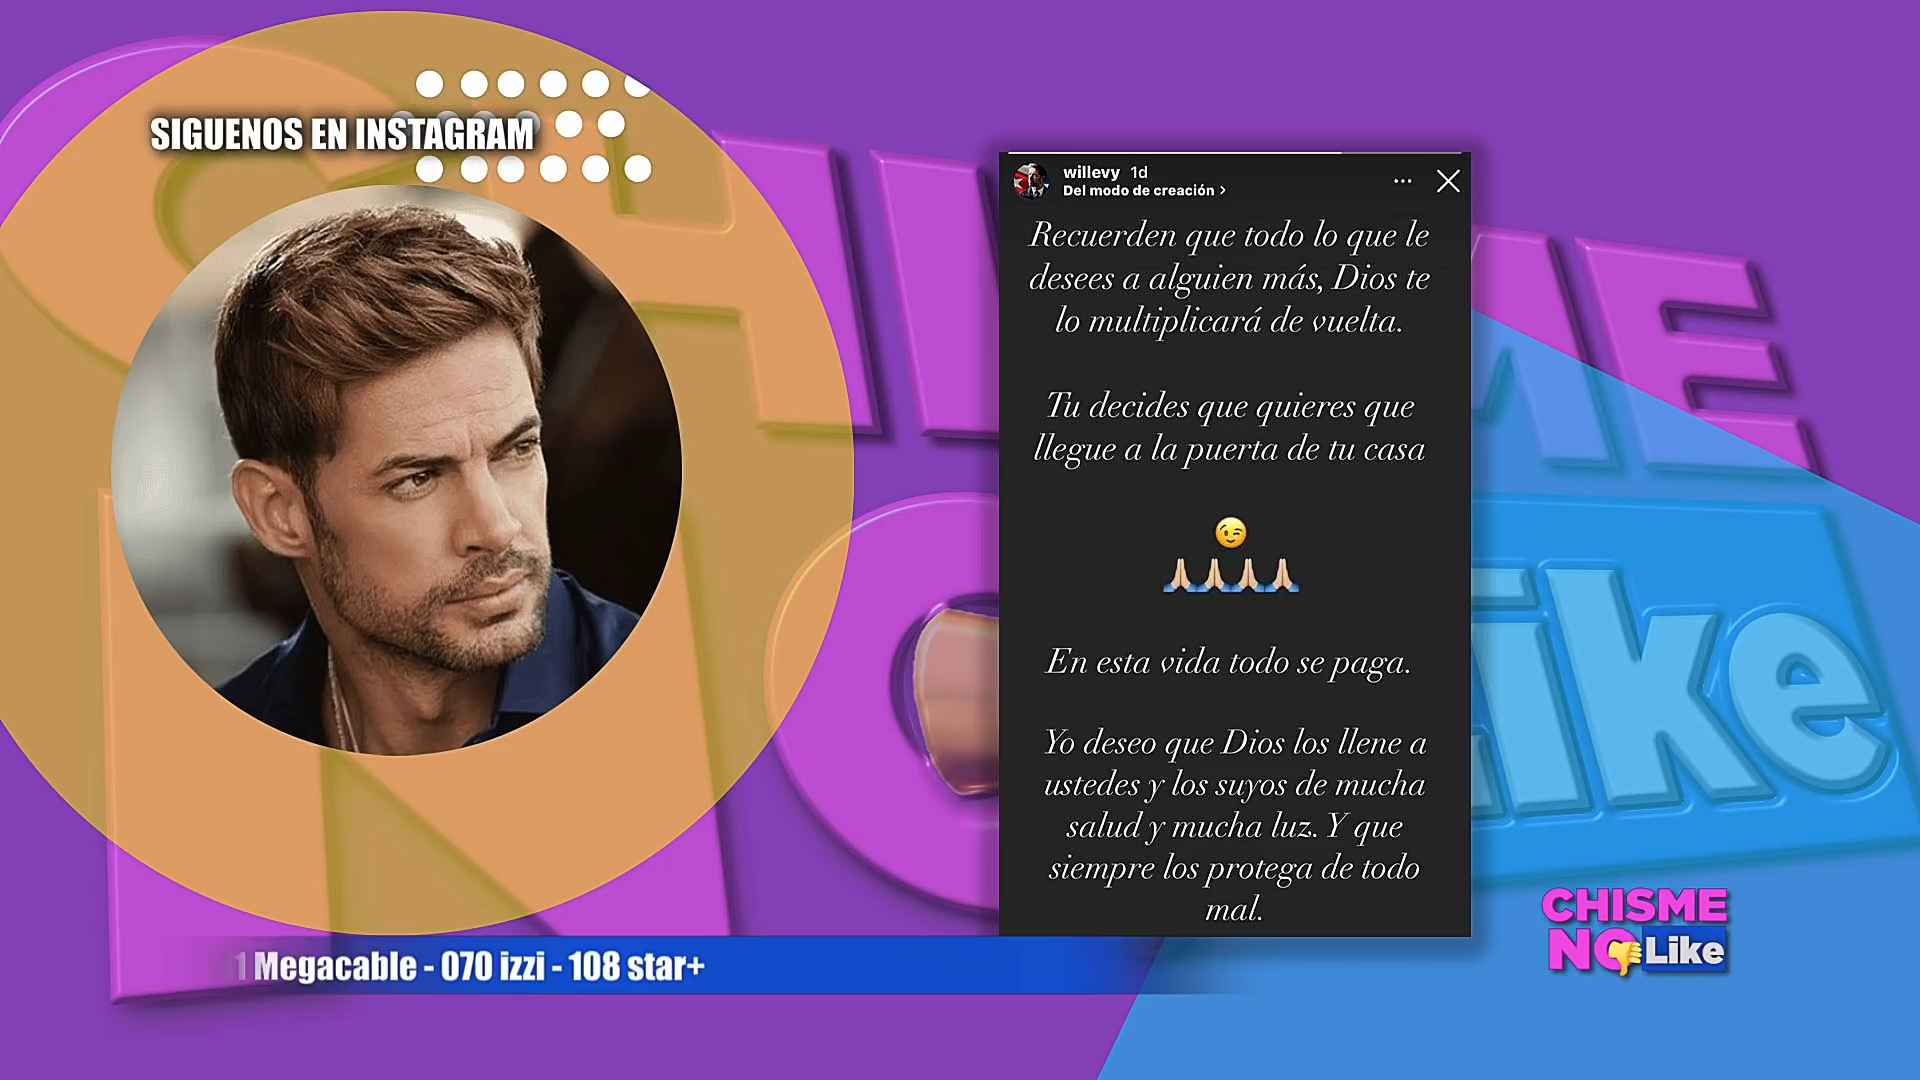 SIGUENOS EN INSTAGRAM
willevy 1d
Del modo de creación ›
Recuerden que todo lo que le
desees a alguien más, Dios te
lo multiplicará de vuelta.
Tu decides que quieres que
llegue a la puerta de tu casa
😉
🙏🏻🙏🏻🙏🏻🙏🏻
En esta vida todo se paga.
Yo deseo que Dios los llene a
ustedes y los suyos de mucha
salud y mucha luz. Y que
siempre los protega de todo
mal.
1 Megacable - 070 izzi - 108 star+
CHISME
NO Like